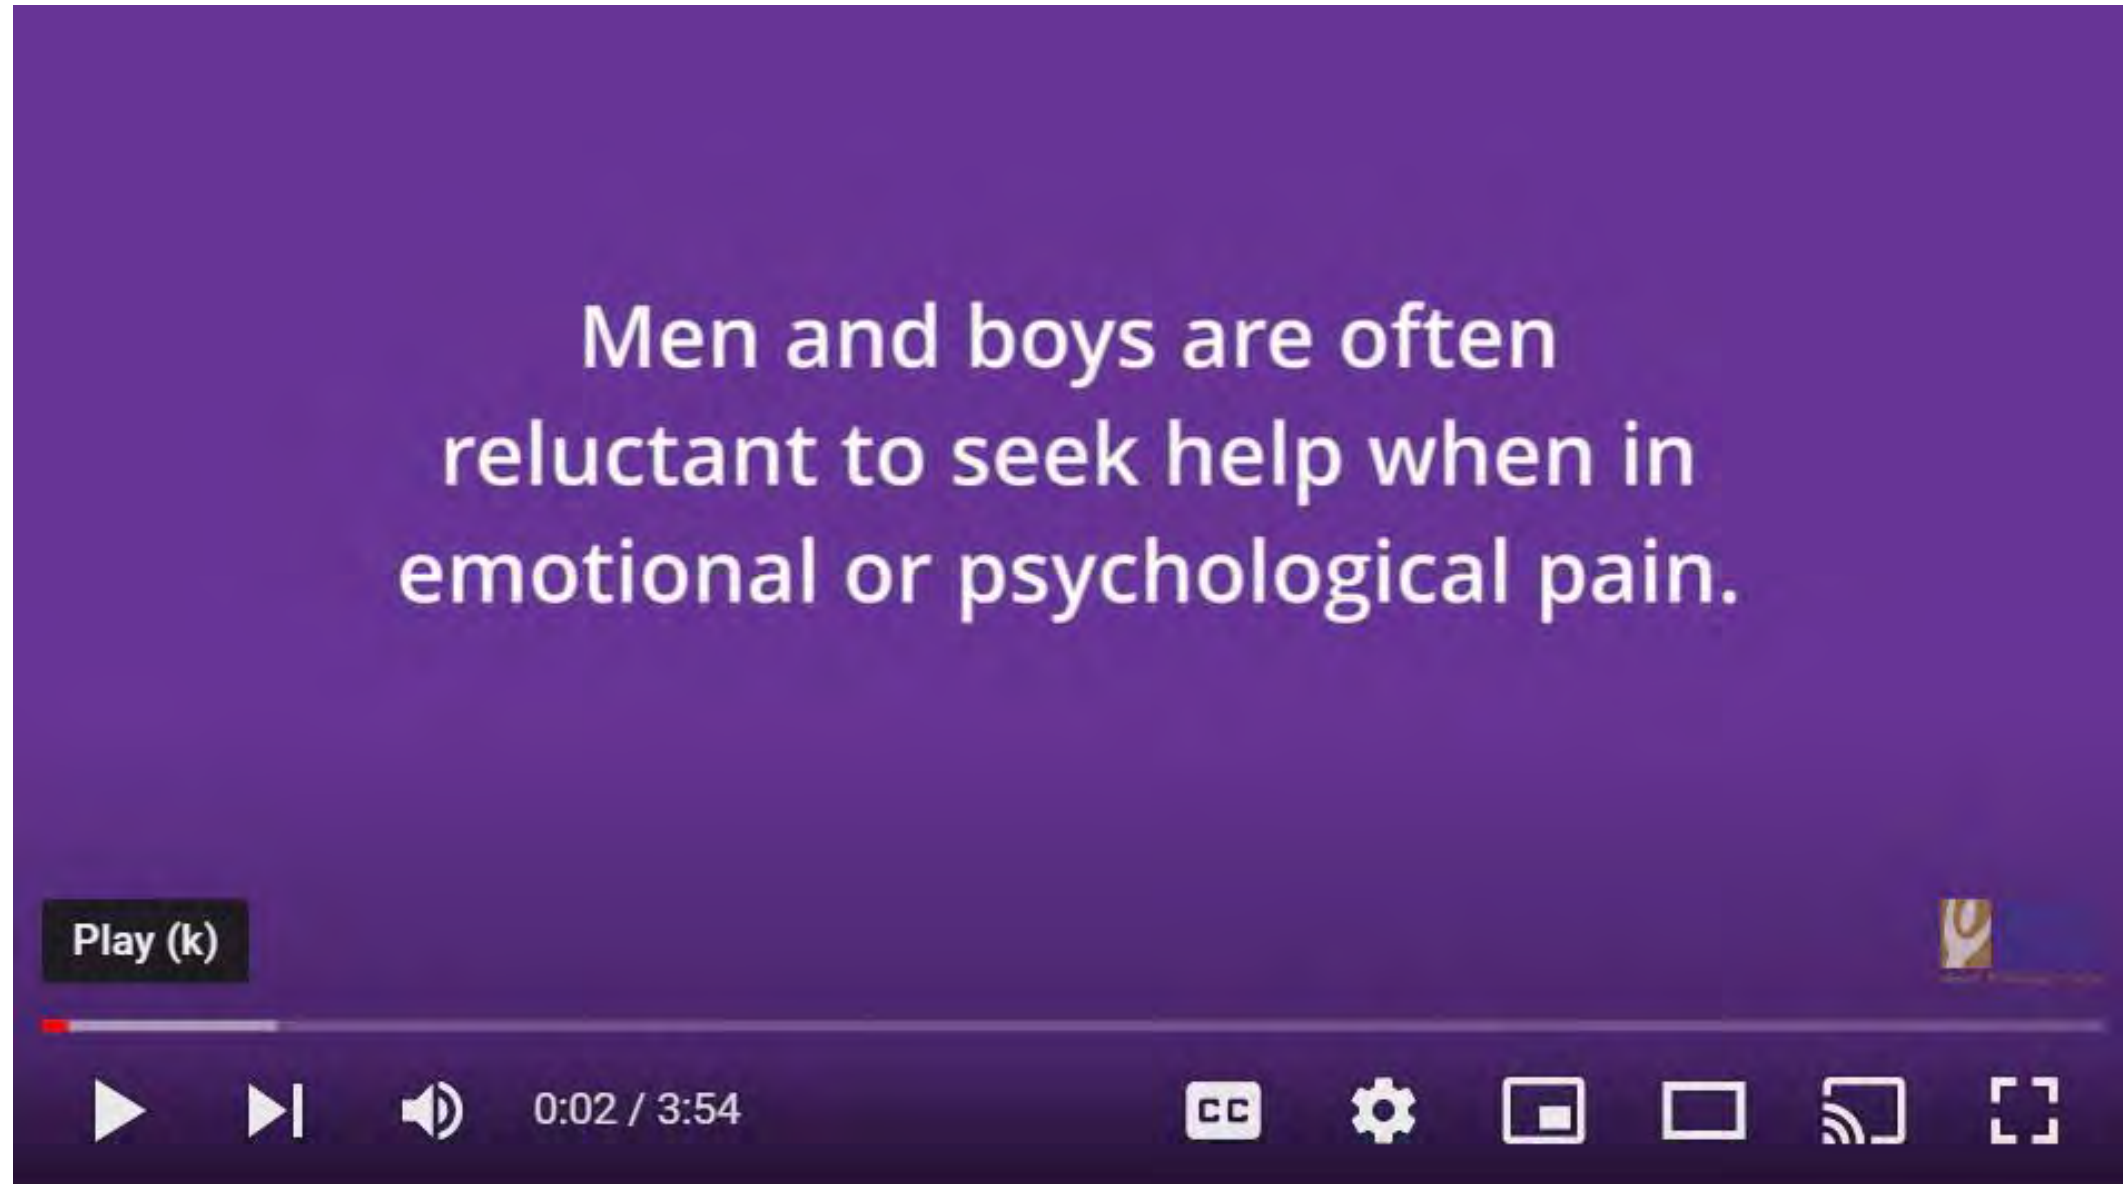 Men and boys are often
reluctant to seek help when in
emotional or psychological pain.
Play (k)
0:02 / 3:54
CC